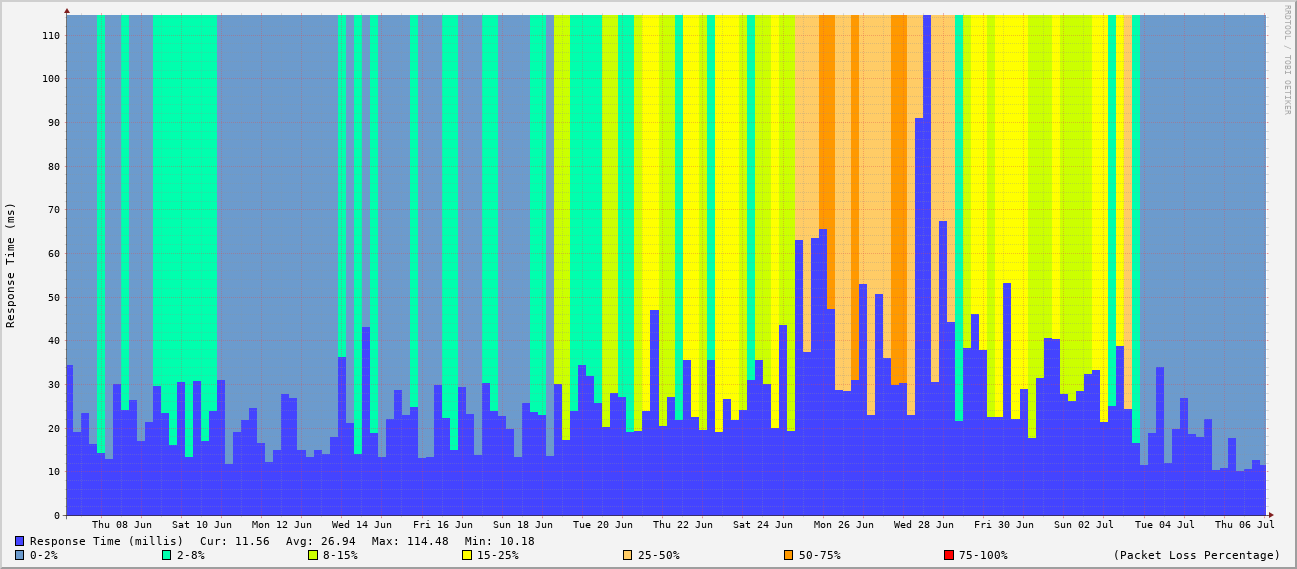 RRDTOOL / TOBI OETIKER
Response Time (ms)
110
100
90
80
70
60
50
40
30
20
10
0
Thu 08 Jun Sat 10 Jun Mon 12 Jun Wed 14 Jun Fri 16 Jun Sun 18 Jun Tue 20 Jun Thu 22 Jun Sat 24 Jun Mon 26 Jun Wed 28 Jun Fri 30 Jun Sun 02 Jul Tue 04 Jul Thu 06 Jul
Response Time (millis) Cur: 11.56 Avg: 26.94 Max: 114.48 Min: 10.18
0-2% 2-8% 8-15% 15-25% 25-50% 50-75% 75-100% (Packet Loss Percentage)